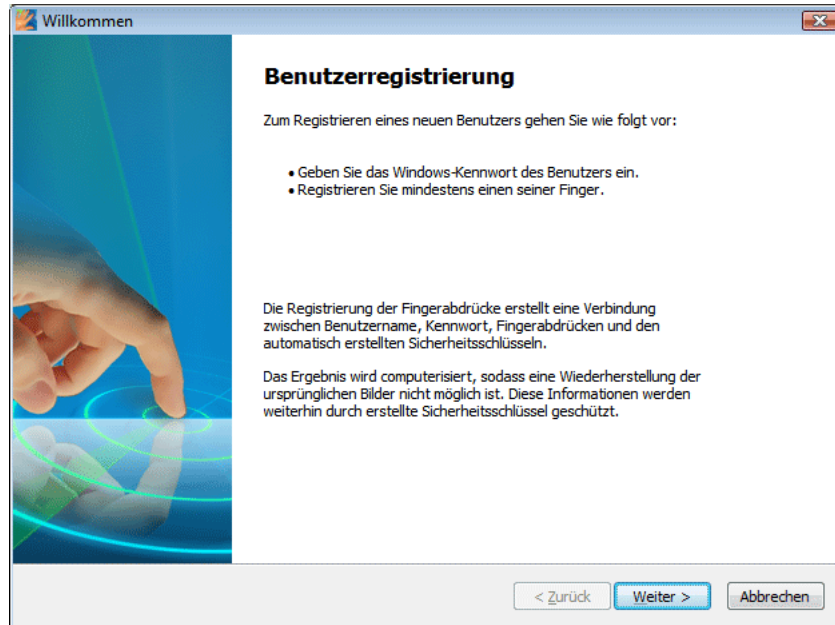 Willkommen
Benutzerregistrierung
Zum Registrieren eines neuen Benutzers gehen Sie wie folgt vor:
• Geben Sie das Windows-Kennwort des Benutzers ein.
• Registrieren Sie mindestens einen seiner Finger.
Die Registrierung der Fingerabdrücke erstellt eine Verbindung
zwischen Benutzername, Kennwort, Fingerabdrücken und den
automatisch erstellten Sicherheitsschlüsseln.
Das Ergebnis wird computerisiert, sodass eine Wiederherstellung der
ursprünglichen Bilder nicht möglich ist. Diese Informationen werden
weiterhin durch erstellte Sicherheitsschlüssel geschützt.
< Zurück Weiter > Abbrechen